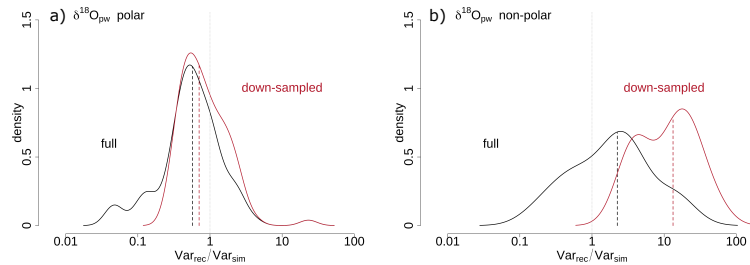 a) δ18Opw polar
1.5
1
0.5
0
density
down-sampled
full
0.01 0.1 1 10 100
Varrec/Varsim
b) δ18Opw non-polar
1.5
1
0.5
0
density
down-sampled
full
0.01 0.1 1 10 100
Varrec/Varsim